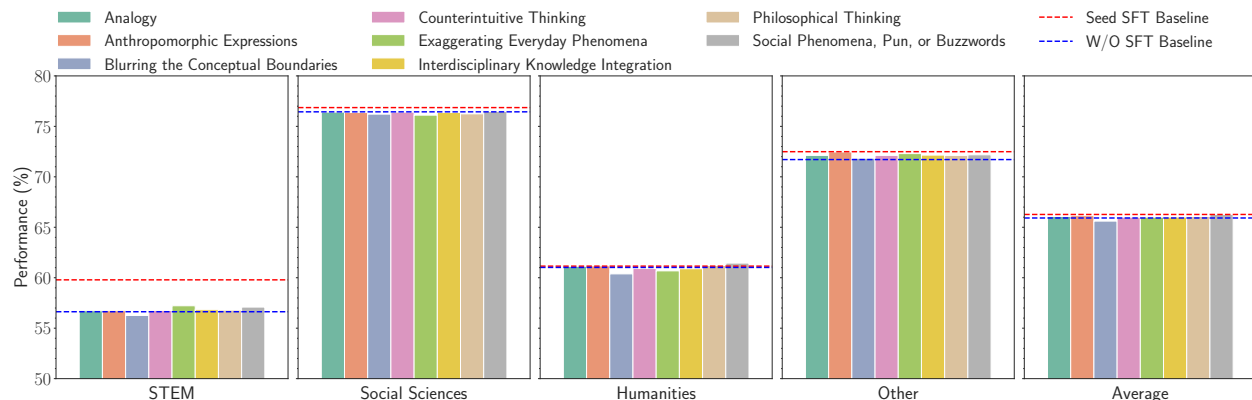 Analogy
Anthropomorphic Expressions
Blurring the Conceptual Boundaries
Counterintuitive Thinking
Exaggerating Everyday Phenomena
Interdisciplinary Knowledge Integration
Philosophical Thinking
Social Phenomena, Pun, or Buzzwords
Seed SFT Baseline
W/O SFT Baseline
Performance (%)
80
75
70
65
60
55
50
STEM
Social Sciences
Humanities
Other
Average